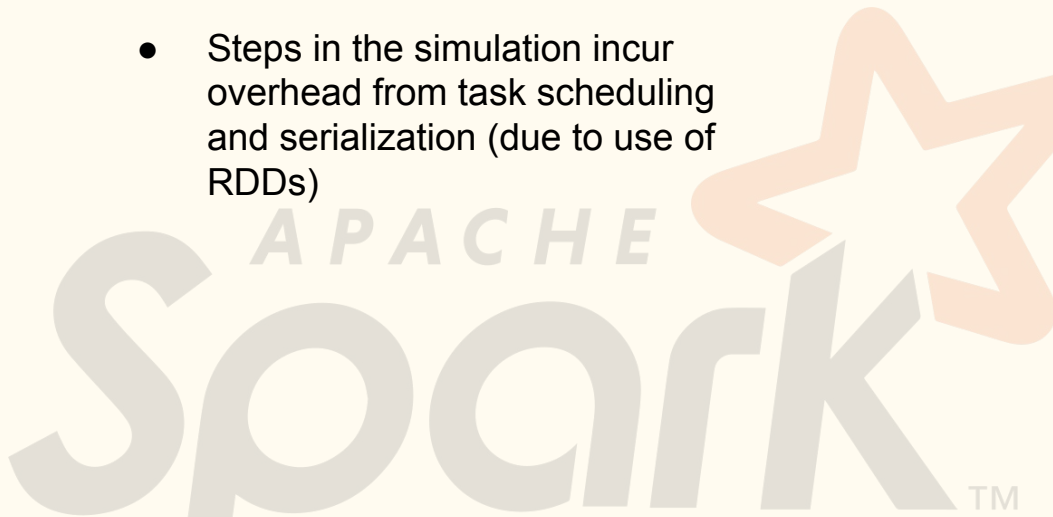 ● Steps in the simulation incur
overhead from task scheduling
and serialization (due to use of
RDDs)
APACHE
Spark
TM